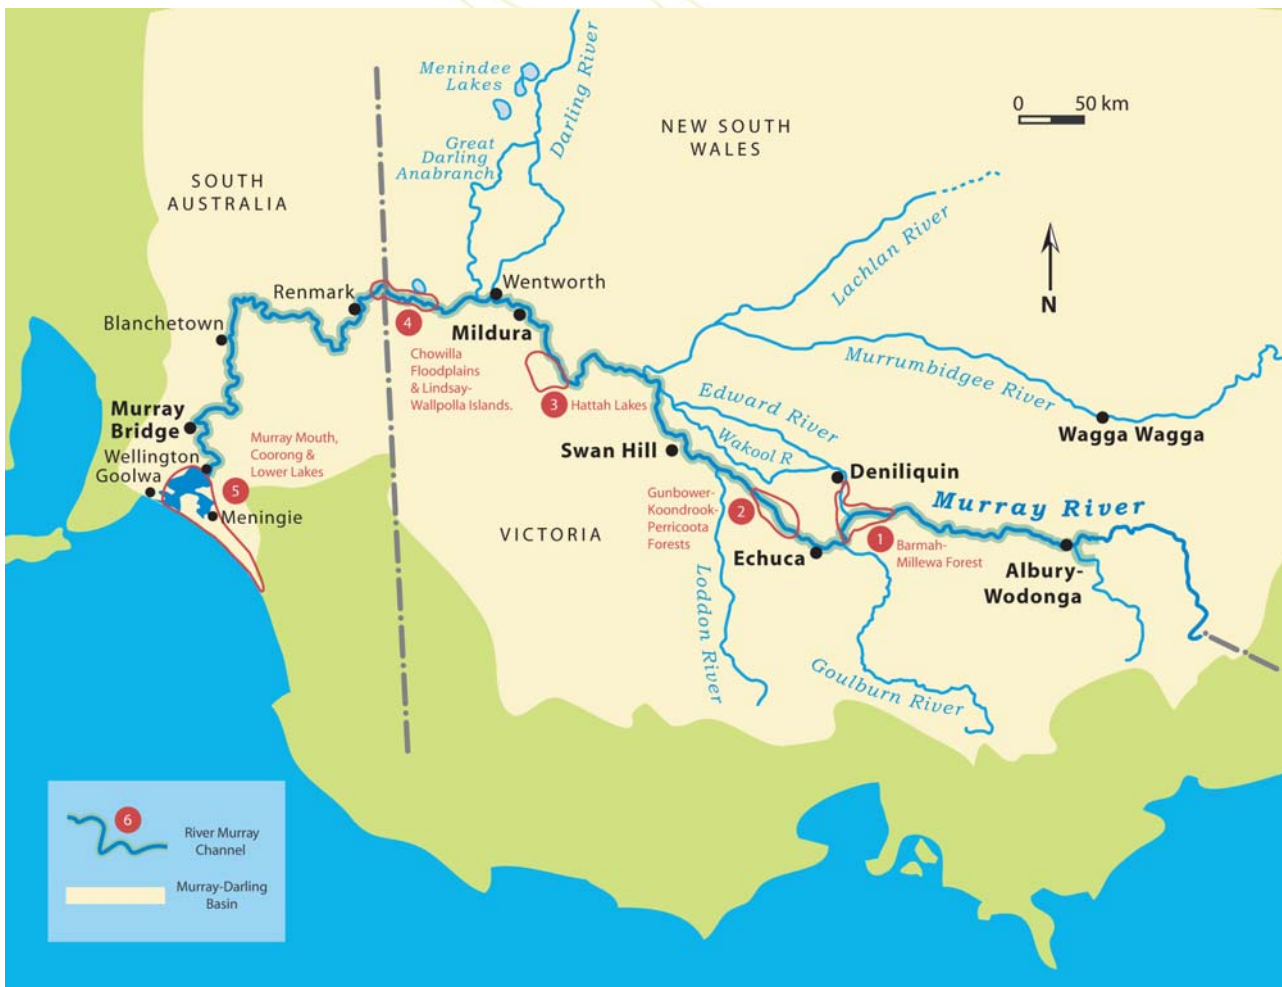 Menindee
Lakes
Darling River
0 50 km
NEW SOUTH
WALES
Great
Darling
Anabranch
SOUTH
AUSTRALIA
Lachlan River
N
Renmark
Wentworth
Blanchetown
4
Mildura
Chowilla
Floodplains
& Lindsay-
Wallpolla Islands.
3
Hattah Lakes
Murrumbidgee River
Edward River
Wakool R
Wagga Wagga
Murray
Bridge
Murray Mouth,
Coorong &
Lower Lakes
Wellington
Goolwa
5
Meningie
Swan Hill
Deniliquin
Gunbower-
Koondrook-
Perricoota
Forests
2
Murray River
VICTORIA
Echuca
1
Barmah-
Millewa Forest
Albury-
Wodonga
Loddon River
Goulburn River
6
River Murray
Channel
Murray-Darling
Basin